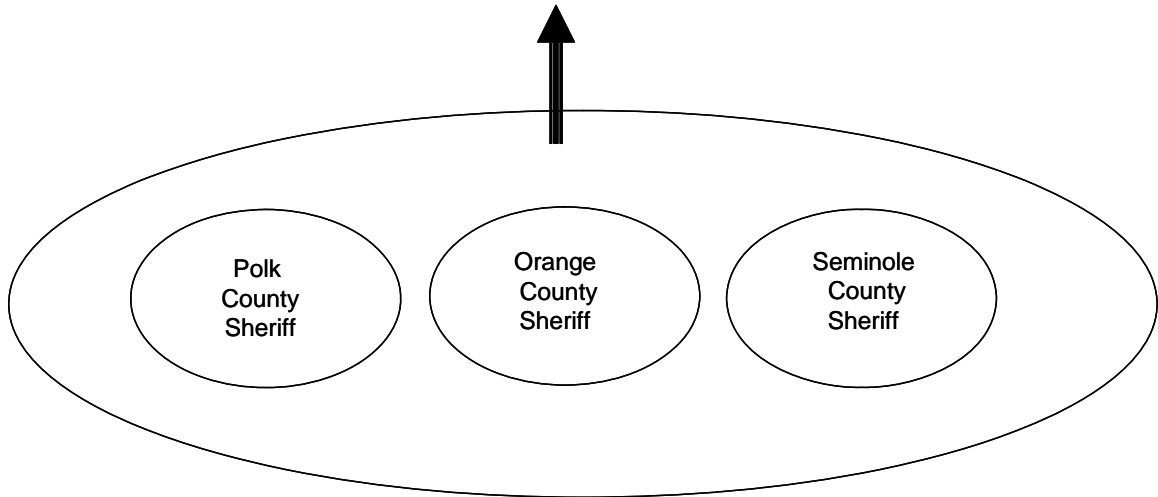 Polk
County
Sheriff
Orange
County
Sheriff
Seminole
County
Sheriff